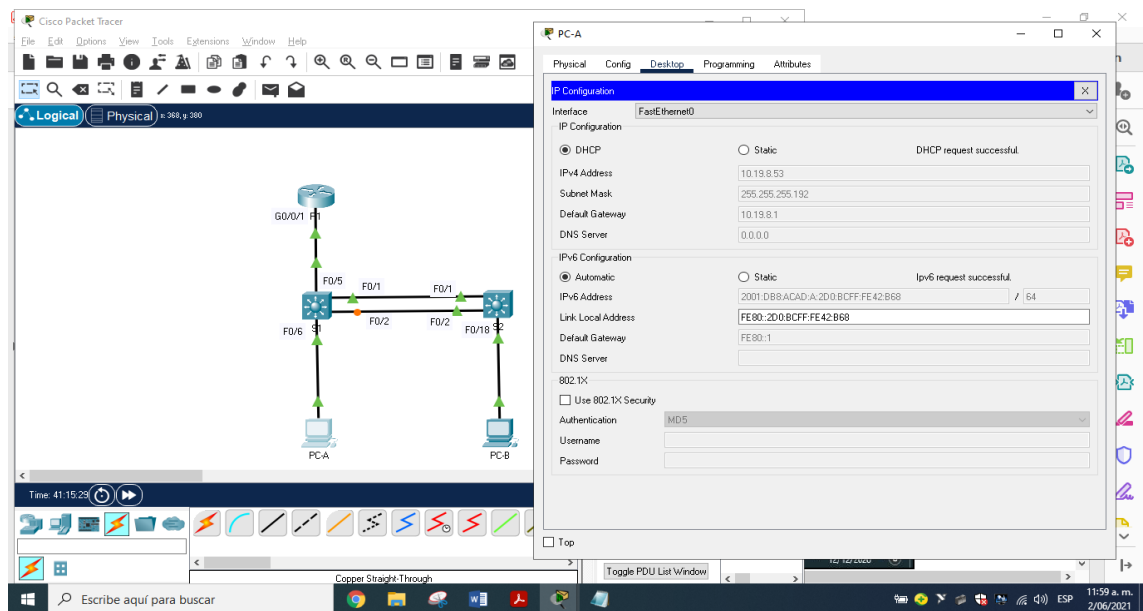 Cisco Packet Tracer
File Edit Options View Tools Extensions Window Help
Logical Physical x: 368, y: 380
G0/0/1 R1
F0/5 F0/1 F0/1
F0/6 S1 F0/2 F0/2 F0/18 S2
PC-A PC-B
Time: 41:15:29
Copper Straight-Through
PC-A
Physical Config Desktop Programming Attributes
IP Configuration X
Interface FastEthernet0
IP Configuration
DHCP Static DHCP request successful.
IPv4 Address 10.19.8.53
Subnet Mask 255.255.255.192
Default Gateway 10.19.8.1
DNS Server 0.0.0.0
IPv6 Configuration
Automatic Static Ipv6 request successful.
IPv6 Address 2001:DB8:ACAD:A:2D0:BCFF:FE42:B68 / 64
Link Local Address FE80::2D0:BCFF:FE42:B68
Default Gateway FE80::1
DNS Server
802.1X
Use 802.1X Security
Authentication MD5
Username
Password
Top
Toggle PDU List Window
12/12/2020
Escribe aquí para buscar
ESP 11:59 a. m.
2/06/2021